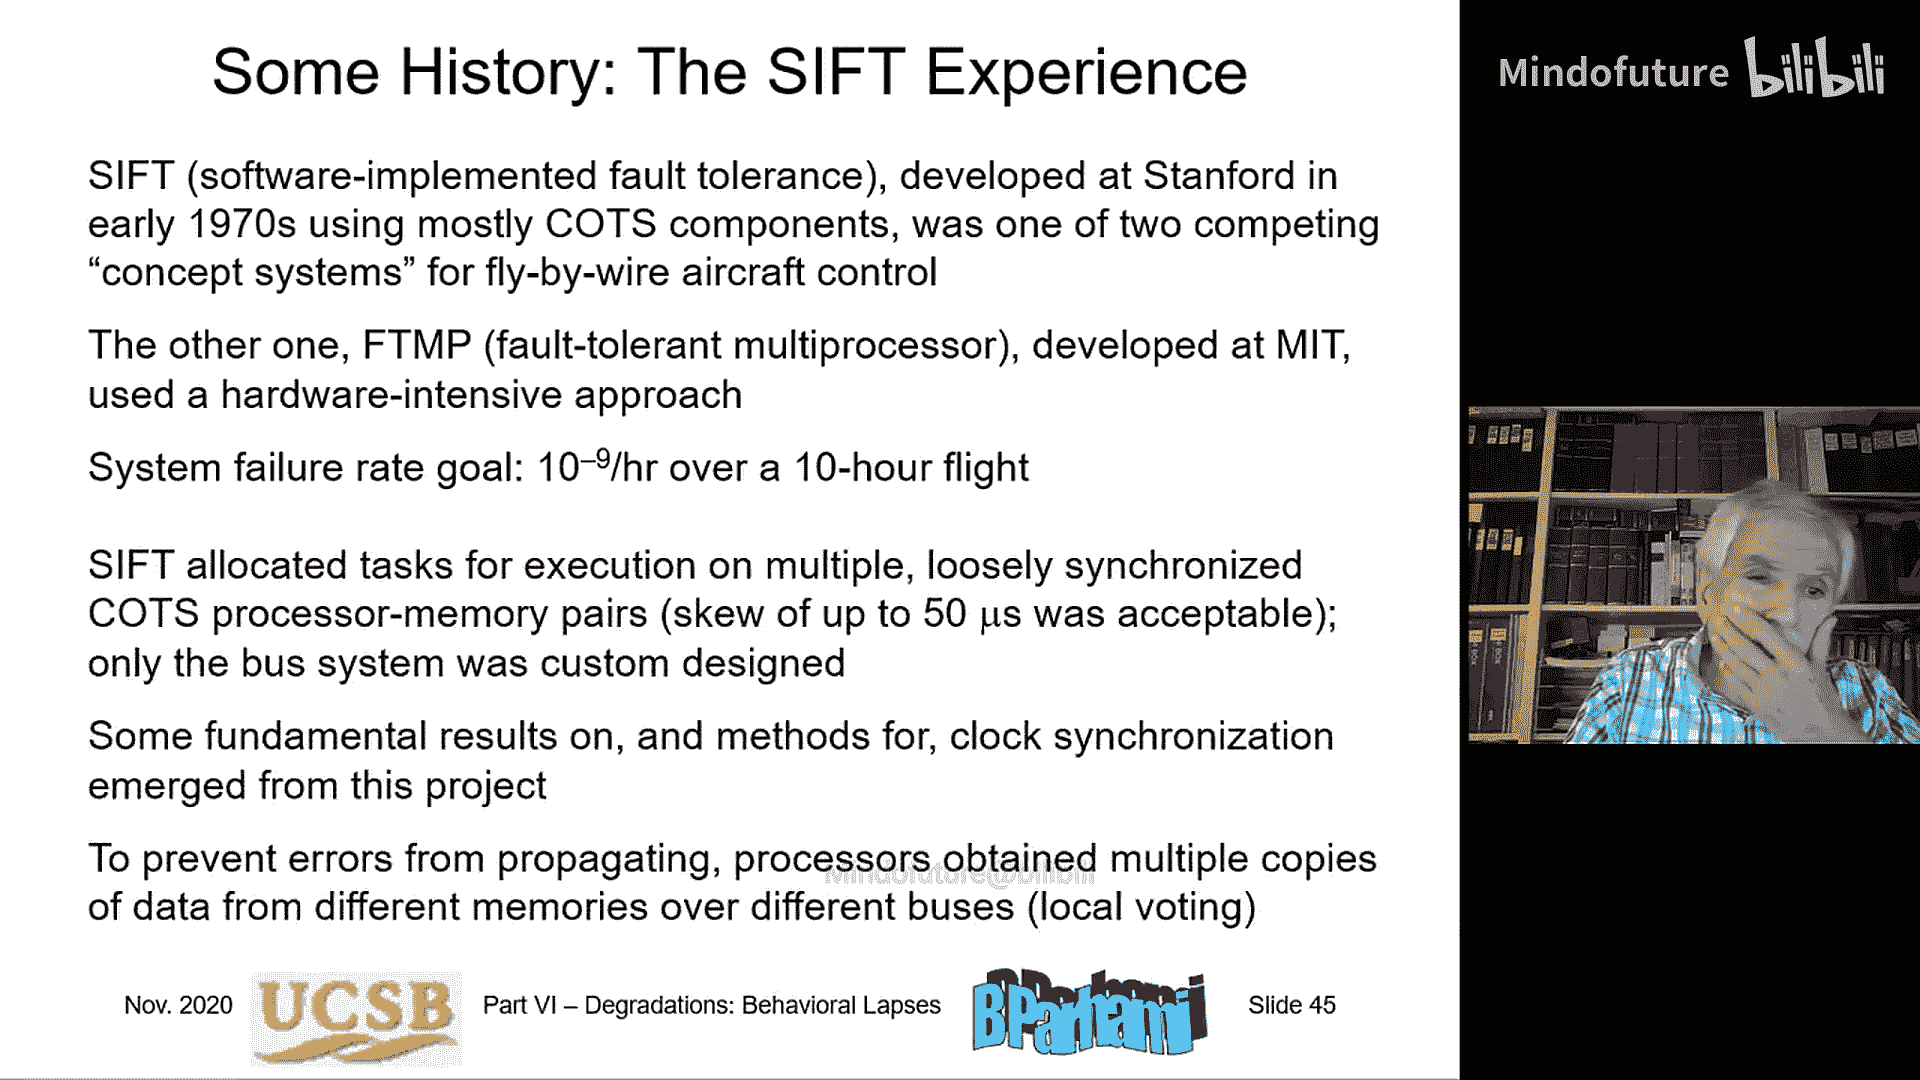 Some History: The SIFT Experience
Mindofuture bilibili
SIFT (software-implemented fault tolerance), developed at Stanford in
early 1970s using mostly COTS components, was one of two competing
“concept systems” for fly-by-wire aircraft control
The other one, FTMP (fault-tolerant multiprocessor), developed at MIT,
used a hardware-intensive approach
System failure rate goal: 10–9/hr over a 10-hour flight
SIFT allocated tasks for execution on multiple, loosely synchronized
COTS processor-memory pairs (skew of up to 50 μs was acceptable);
only the bus system was custom designed
Some fundamental results on, and methods for, clock synchronization
emerged from this project
To prevent errors from propagating, processors obtained multiple copies
Mindofuture@bilibili
of data from different memories over different buses (local voting)
Nov. 2020 UCSB Part VI – Degradations: Behavioral Lapses BParhami Slide 45